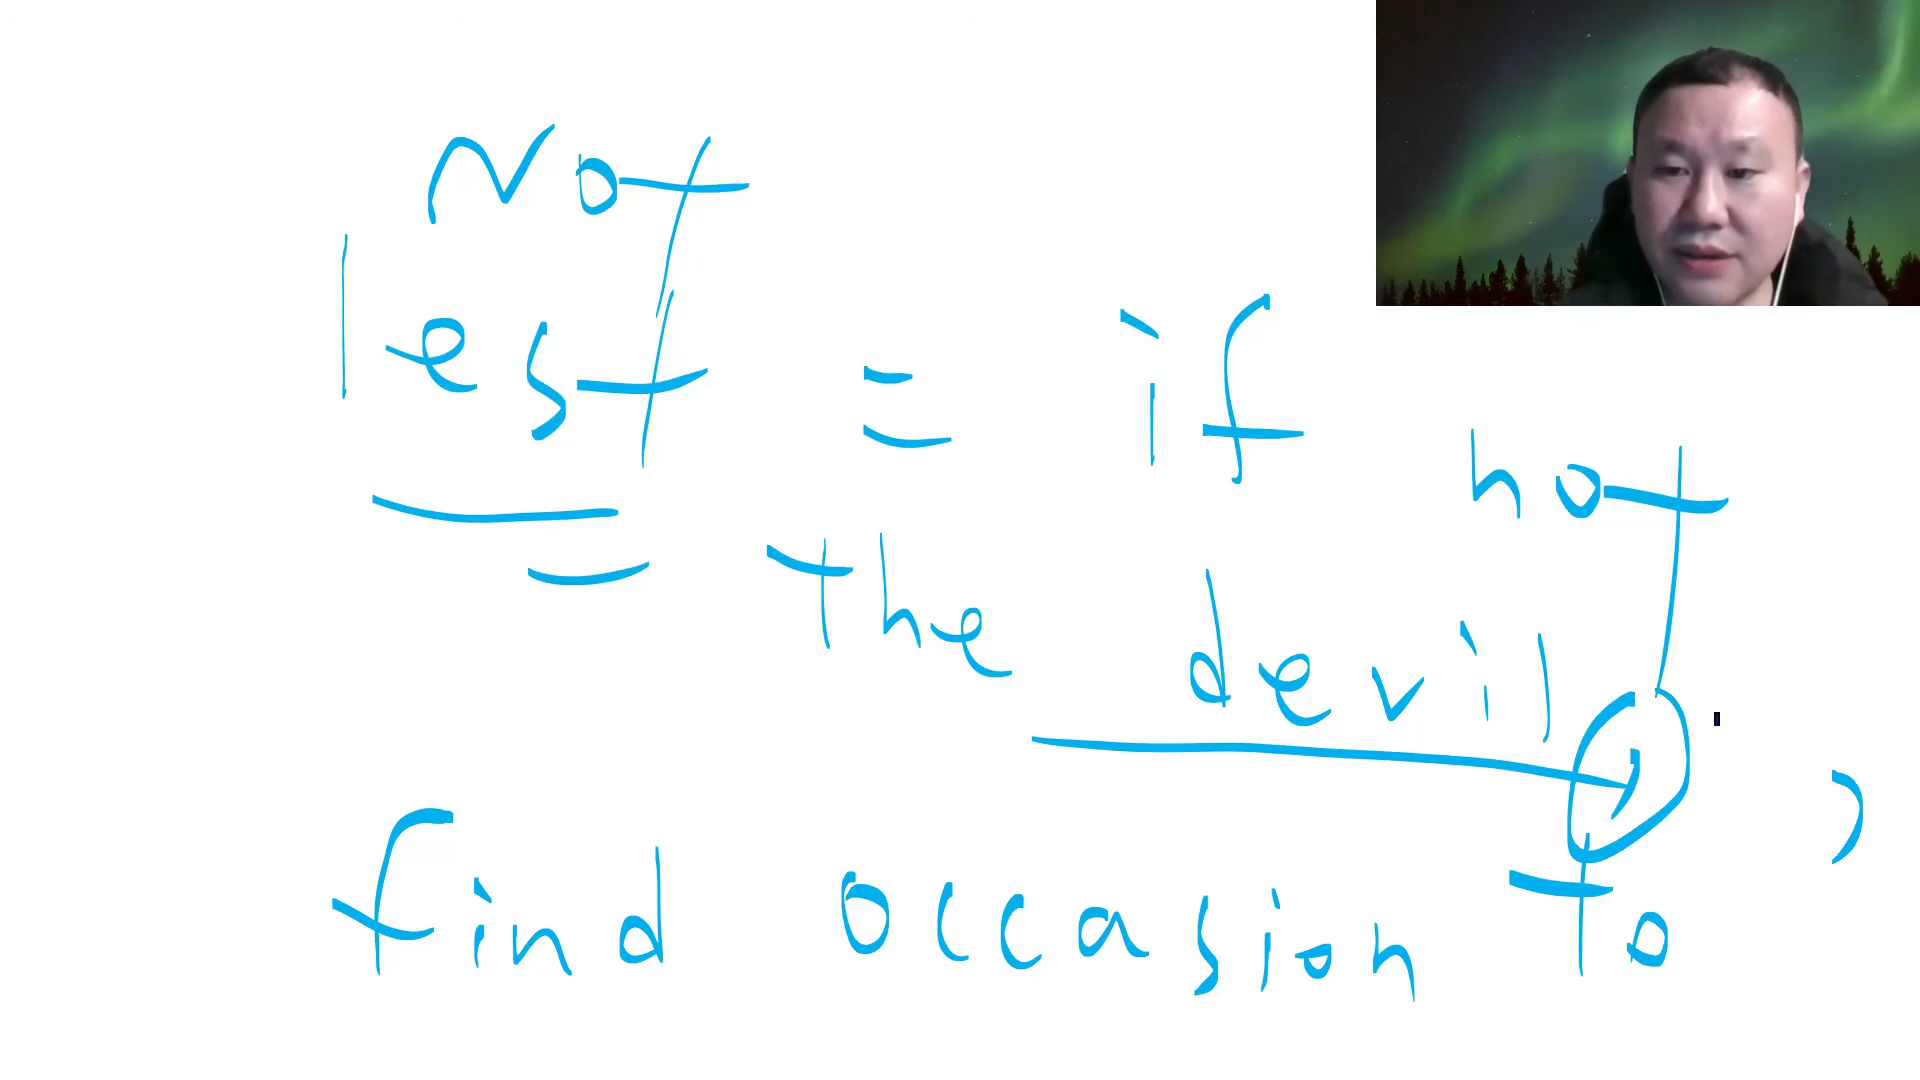 Not
lest = if not
= the devil,
find occasion to